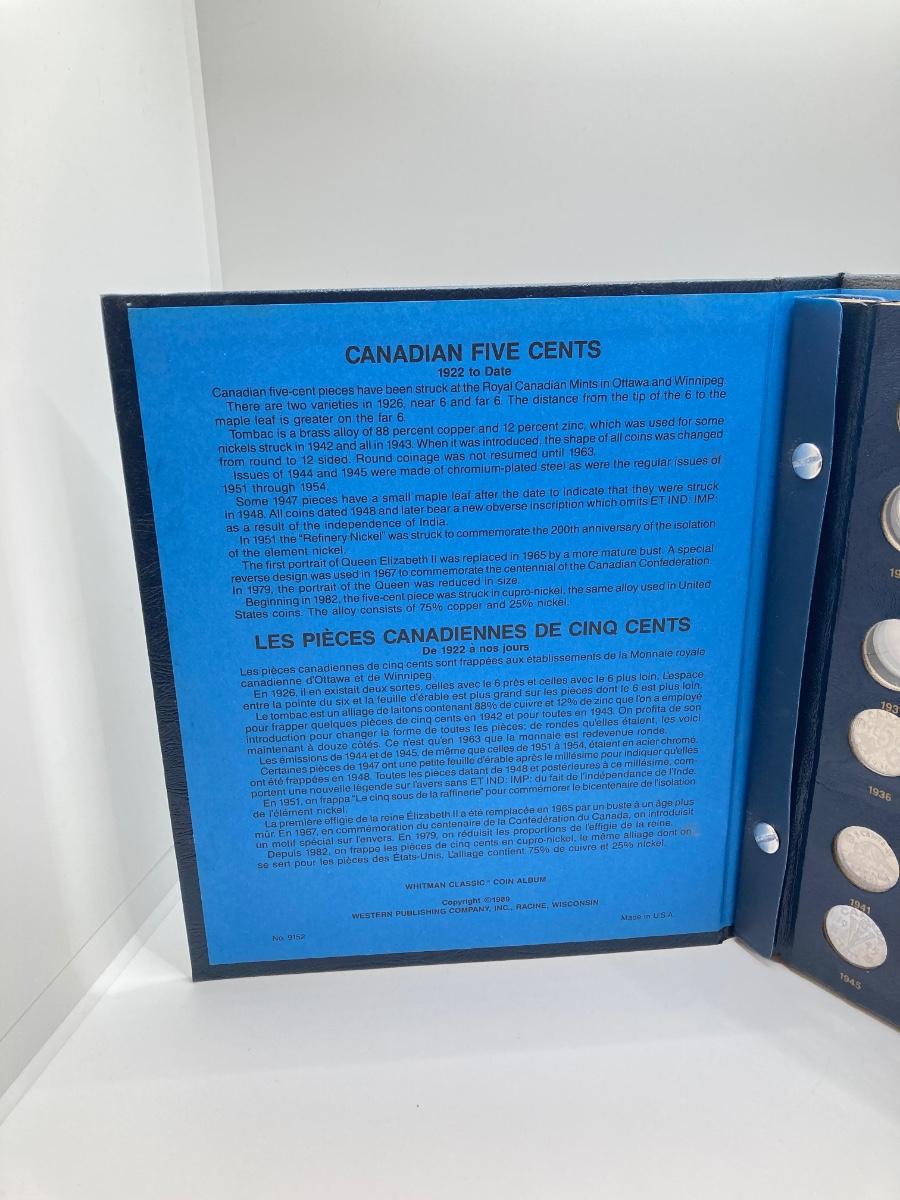 CANADIAN FIVE CENTS
1922 to Date
Canadian five-cent pieces have been struck at the Royal Canadian Mints in Ottawa and Winnipeg.
There are two varieties in 1926, near 6 and far 6. The distance from the tip of the 6 to the
maple leaf is greater on the far 6.
Tombac is a brass alloy of 88 percent copper and 12 percent zinc, which was used for some
nickels struck in 1942 and all in 1943. When it was introduced, the shape of all coins was changed
from round to 12 sided. Round coinage was not resumed until 1963.
Issues of 1944 and 1945 were made of chromium-plated steel as were the regular issues of
1951 through 1954.
Some 1947 pieces have a small maple leaf after the date to indicate that they were struck
in 1948. All coins dated 1948 and later bear a new obverse inscription which omits ET IND: IMP:
as a result of the independence of India.
In 1951 the "Refinery Nickel" was struck to commemorate the 200th anniversary of the isolation
of the element nickel.
The first portrait of Queen Elizabeth II was replaced in 1965 by a more mature bust. A special
reverse design was used in 1967 to commemorate the centennial of the Canadian Confederation.
In 1979, the portrait of the Queen was reduced in size.
Beginning in 1982, the five-cent piece was struck in cupro-nickel, the same alloy used in United
States coins. The alloy consists of 75% copper and 25% nickel.
LES PIÈCES CANADIENNES DE CINQ CENTS
De 1922 à nos jours
Les pièces canadiennes de cinq cents sont frappées aux établissements de la Monnaie royale
canadienne d'Ottawa et de Winnipeg.
En 1926, il en existait deux sortes, celles avec le 6 près et celles avec le 6 plus loin. L'espace
entre la pointe du six et la feuille d'érable est plus grand sur les pièces dont le 6 est plus loin.
Le tombac est un alliage de laitons contenant 88% de cuivre et 12% de zinc que l'on a employé
pour frapper quelques pièces de cinq cents en 1942 et pour toutes en 1943. On profita de son
introduction pour changer la forme de toutes les pièces; de rondes qu'elles étaient, les voici
maintenant à douze côtés. Ce n'est qu'en 1963 que la monnaie est redevenue ronde.
Les émissions de 1944 et de 1945, de même que celles de 1951 à 1954, étaient en acier chromé.
Certaines pièces de 1947 ont une petite feuille d'érable après le millésime pour indiquer qu'elles
ont été frappées en 1948. Toutes les pièces datant de 1948 et postérieures à ce millésime, com-
portent une nouvelle légende sur l'avers sans ET IND: IMP: du fait de l'indépendance de l'Inde.
En 1951, on frappa "Le cinq sous de la raffinerie" pour commémorer le bicentenaire de l'isolation
de l'élément nickel.
La première effigie de la reine Élizabeth II a été remplacée en 1965 par un buste à un âge plus
mûr. En 1967, en commémoration du centenaire de la Confédération du Canada, on introduisit
un motif spécial sur l'envers. En 1979, on réduisit les proportions de l'effigie de la reine.
Depuis 1982, on frappe les pièces de cinq cents en cupro-nickel, le même alliage dont on
se sert pour les pièces des États-Unis. L'alliage contient 75% de cuivre et 25% nickel.
WHITMAN CLASSIC® COIN ALBUM
Copyright ©1989
WESTERN PUBLISHING COMPANY, INC., RACINE, WISCONSIN
Made in U.S.A.
No. 9152
193
1936
1941
1945